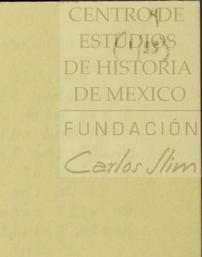 CENTRO DE
ESTUDIOS
DE HISTORIA
DE MEXICO
FUNDACIÓN
Carlos Slim